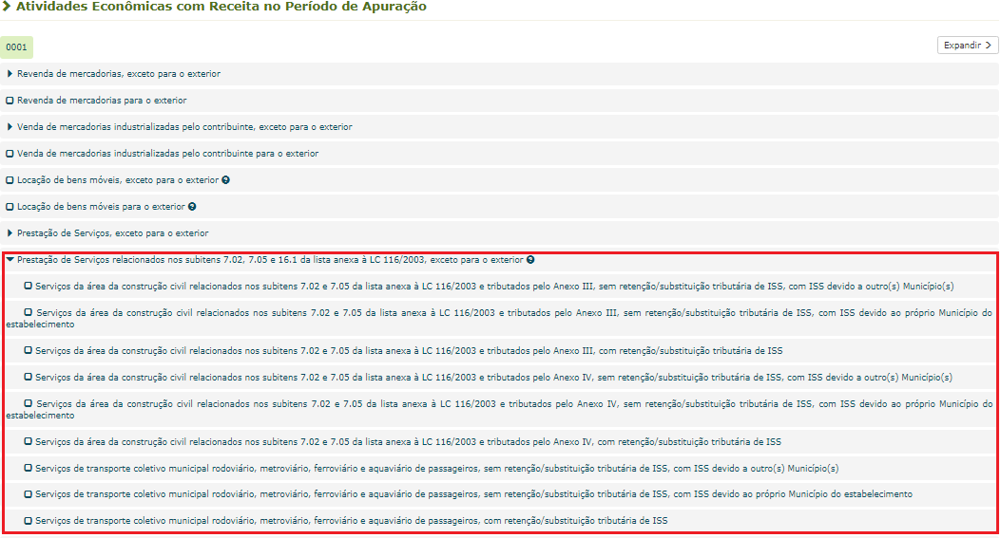 Atividades Econômicas com Receita no Período de Apuração
0001
Expandir
Revenda de mercadorias, exceto para o exterior
Revenda de mercadorias para o exterior
Venda de mercadorias industrializadas pelo contribuinte, exceto para o exterior
Venda de mercadorias industrializadas pelo contribuinte para o exterior
Locação de bens móveis, exceto para o exterior ?
Locação de bens móveis para o exterior ?
Prestação de Serviços, exceto para o exterior
Prestação de Serviços relacionados nos subitens 7.02, 7.05 e 16.1 da lista anexa à LC 116/2003, exceto para o exterior ?
Serviços da área da construção civil relacionados nos subitens 7.02 e 7.05 da lista anexa à LC 116/2003 e tributados pelo Anexo III, sem retenção/substituição tributária de ISS, com ISS devido a outro(s) Município(s)
Serviços da área da construção civil relacionados nos subitens 7.02 e 7.05 da lista anexa à LC 116/2003 e tributados pelo Anexo III, sem retenção/substituição tributária de ISS, com ISS devido ao próprio Município do
estabelecimento
Serviços da área da construção civil relacionados nos subitens 7.02 e 7.05 da lista anexa à LC 116/2003 e tributados pelo Anexo III, com retenção/substituição tributária de ISS
Serviços da área da construção civil relacionados nos subitens 7.02 e 7.05 da lista anexa à LC 116/2003 e tributados pelo Anexo IV, sem retenção/substituição tributária de ISS, com ISS devido a outro(s) Município(s)
Serviços da área da construção civil relacionados nos subitens 7.02 e 7.05 da lista anexa à LC 116/2003 e tributados pelo Anexo IV, sem retenção/substituição tributária de ISS, com ISS devido ao próprio Município do
estabelecimento
Serviços da área da construção civil relacionados nos subitens 7.02 e 7.05 da lista anexa à LC 116/2003 e tributados pelo Anexo IV, com retenção/substituição tributária de ISS
Serviços de transporte coletivo municipal rodoviário, metroviário, ferroviário e aquaviário de passageiros, sem retenção/substituição tributária de ISS, com ISS devido a outro(s) Município(s)
Serviços de transporte coletivo municipal rodoviário, metroviário, ferroviário e aquaviário de passageiros, sem retenção/substituição tributária de ISS, com ISS devido ao próprio Município do estabelecimento
Serviços de transporte coletivo municipal rodoviário, metroviário, ferroviário e aquaviário de passageiros, com retenção/substituição tributária de ISS